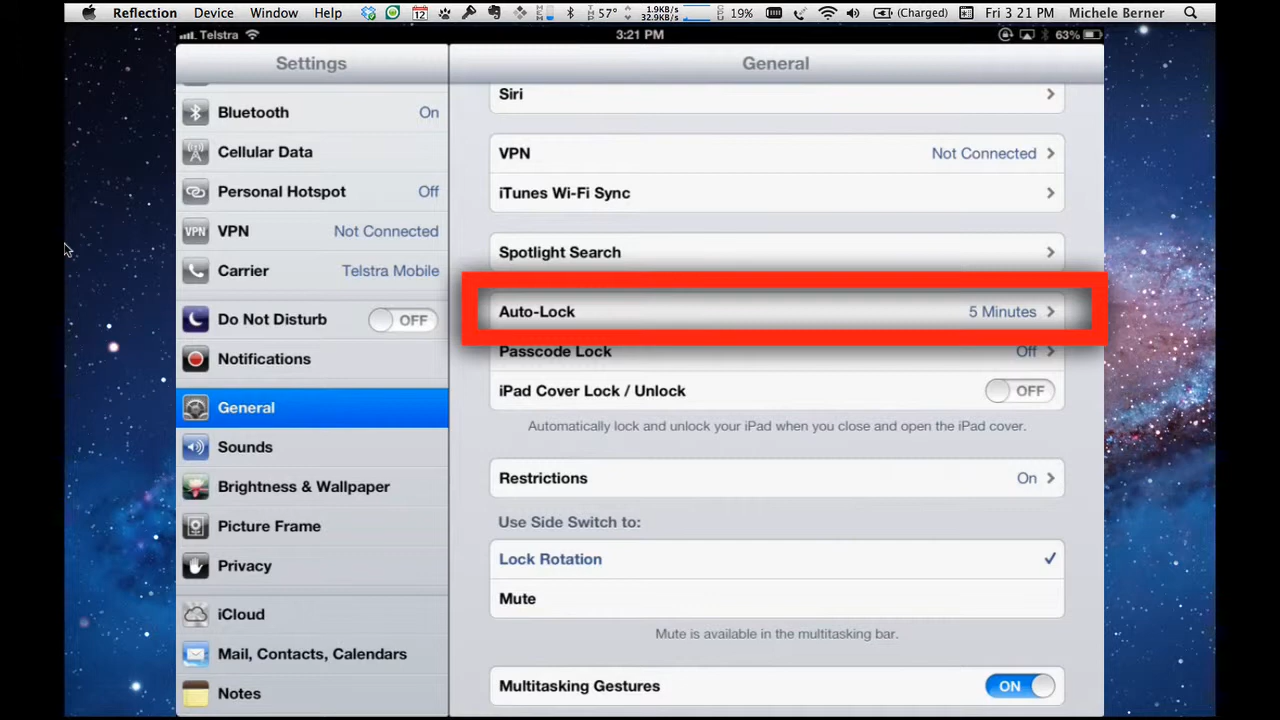 Reflection Device Window Help 12 57° 1.9KB/s 32.9KB/s 19% (Charged) Fri 3 21 PM Michele Berner
Telstra 3:21 PM 63%
Settings
General
Bluetooth On
Cellular Data
Personal Hotspot Off
VPN VPN Not Connected
Carrier Telstra Mobile
Do Not Disturb OFF
Notifications
General
Sounds
Brightness & Wallpaper
Picture Frame
Privacy
iCloud
Mail, Contacts, Calendars
Notes
Siri
VPN Not Connected
iTunes Wi-Fi Sync
Spotlight Search
Auto-Lock 5 Minutes
Passcode Lock Off
iPad Cover Lock / Unlock OFF
Automatically lock and unlock your iPad when you close and open the iPad cover.
Restrictions On
Use Side Switch to:
Lock Rotation
Mute
Mute is available in the multitasking bar.
Multitasking Gestures ON